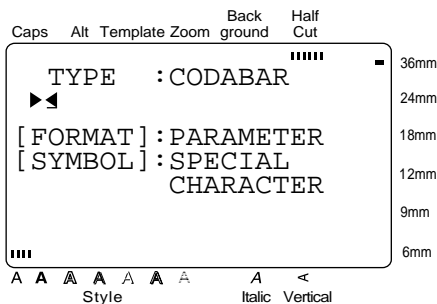 Back Half
Caps Alt Template Zoom ground Cut
TYPE :CODABAR
[FORMAT]:PARAMETER
[SYMBOL]:SPECIAL
CHARACTER
36mm
24mm
18mm
12mm
9mm
6mm
A A A A A A A A A
Style Italic Vertical